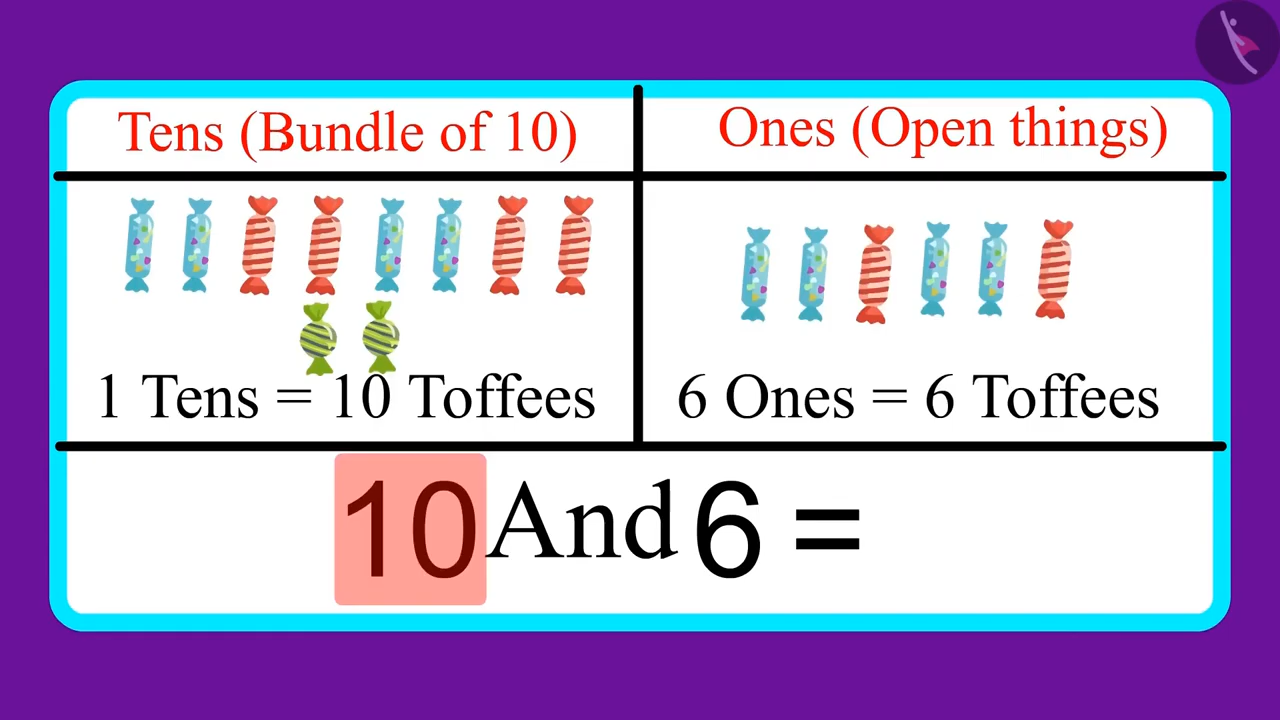 Tens (Bundle of 10)
Ones (Open things)
1 Tens = 10 Toffees
6 Ones = 6 Toffees
10 And 6 =